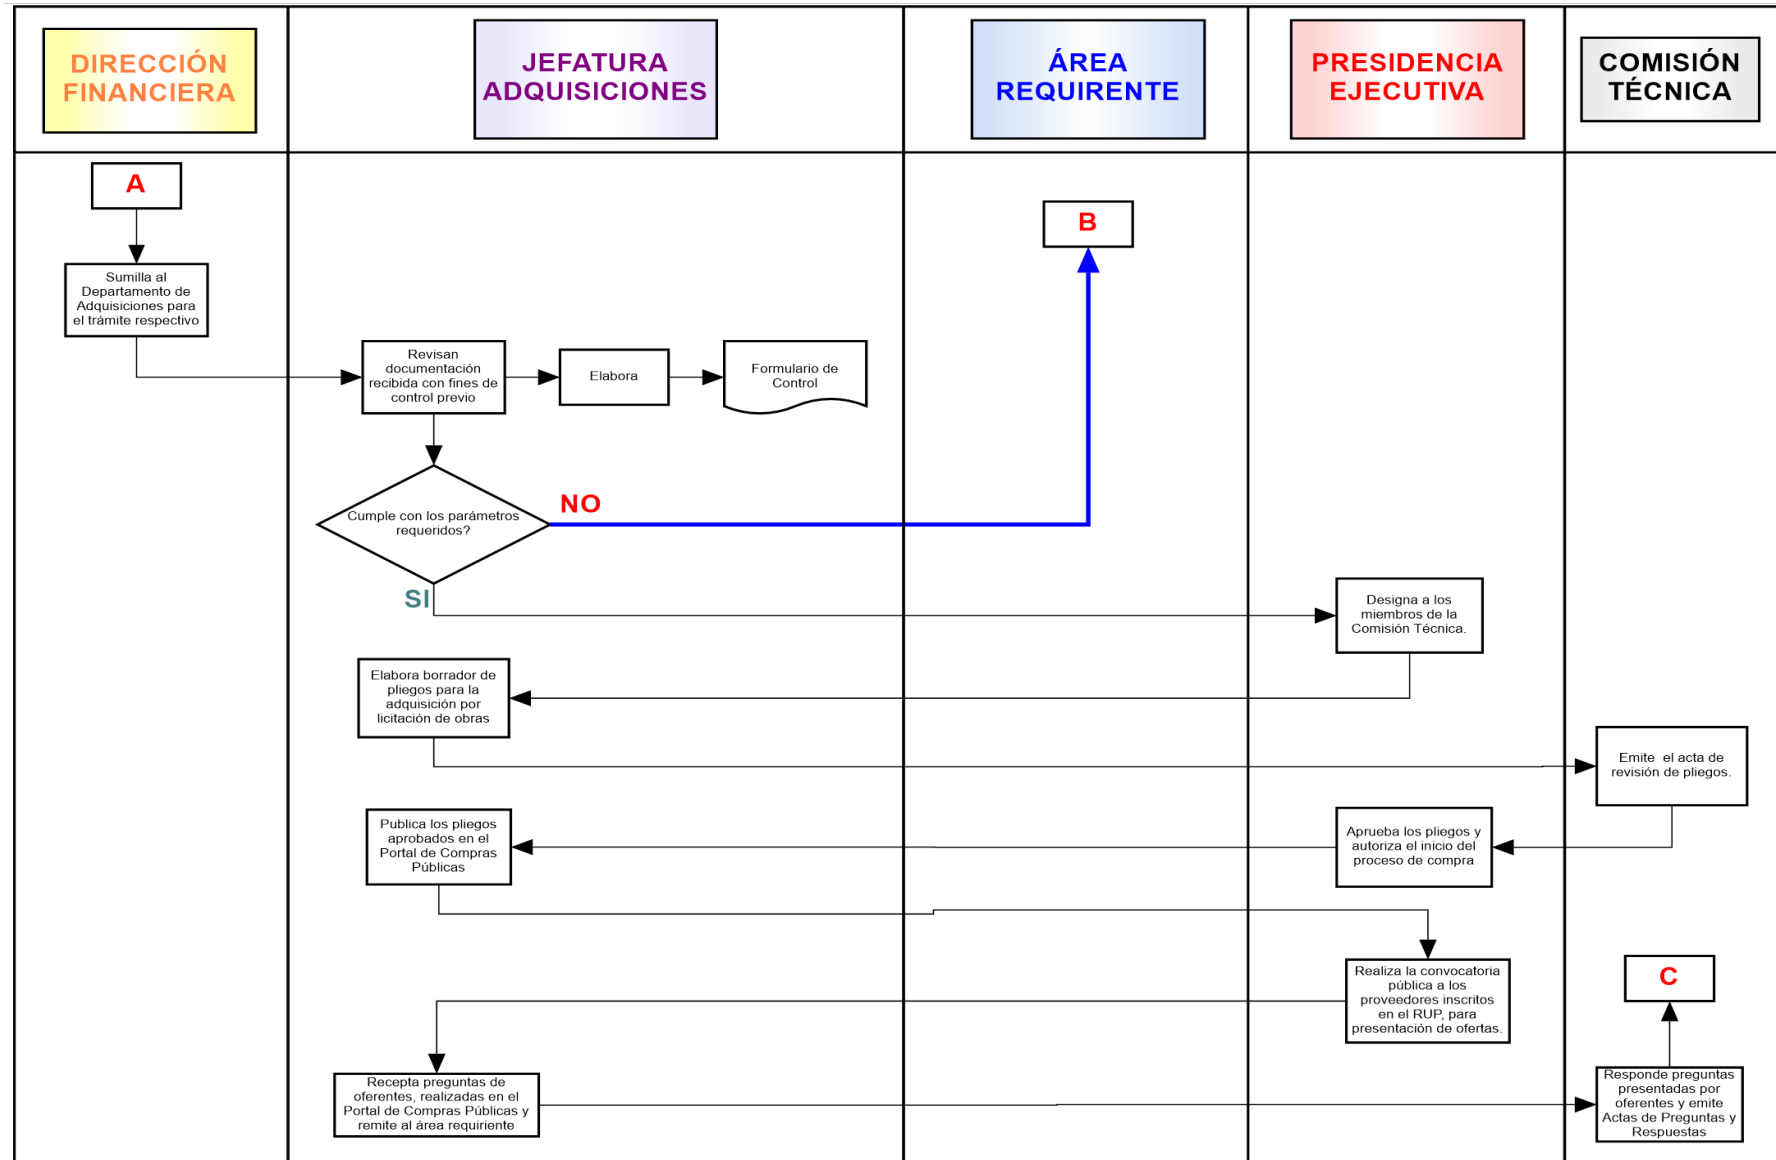 DIRECCIÓN
FINANCIERA
JEFATURA
ADQUISICIONES
ÁREA
REQUIRENTE
PRESIDENCIA
EJECUTIVA
COMISIÓN
TÉCNICA
A
B
Sumilla al
Departamento de
Adquisiciones para
el trámite respectivo
Revisan
documentación
recibida con fines de
control previo
Elabora
Formulario de
Control
Cumple con los parámetros
requeridos?
NO
SI
Designa a los
miembros de la
Comisión Técnica.
Elabora borrador de
pliegos para la
adquisición por
licitación de obras
Emite  el acta de
revisión de pliegos.
Publica los pliegos
aprobados en el
Portal de Compras
Públicas
Aprueba los pliegos y
autoriza el inicio del
proceso de compra
Realiza la convocatoria
pública a los
proveedores inscritos
en el RUP, para
presentación de ofertas.
C
Recepta preguntas de
oferentes, realizadas en el
Portal de Compras Públicas y
remite al área requiriente
Responde preguntas
presentadas por
oferentes y emite
Actas de Preguntas y
Respuestas